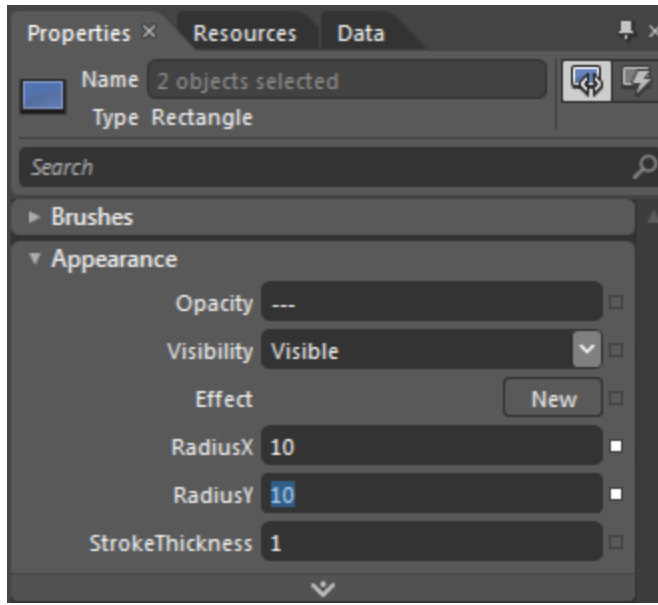 Properties × Resources Data
Name 2 objects selected
Type Rectangle
Search
Brushes
Appearance
Opacity ---
Visibility Visible
Effect New
RadiusX 10
RadiusY 10
StrokeThickness 1